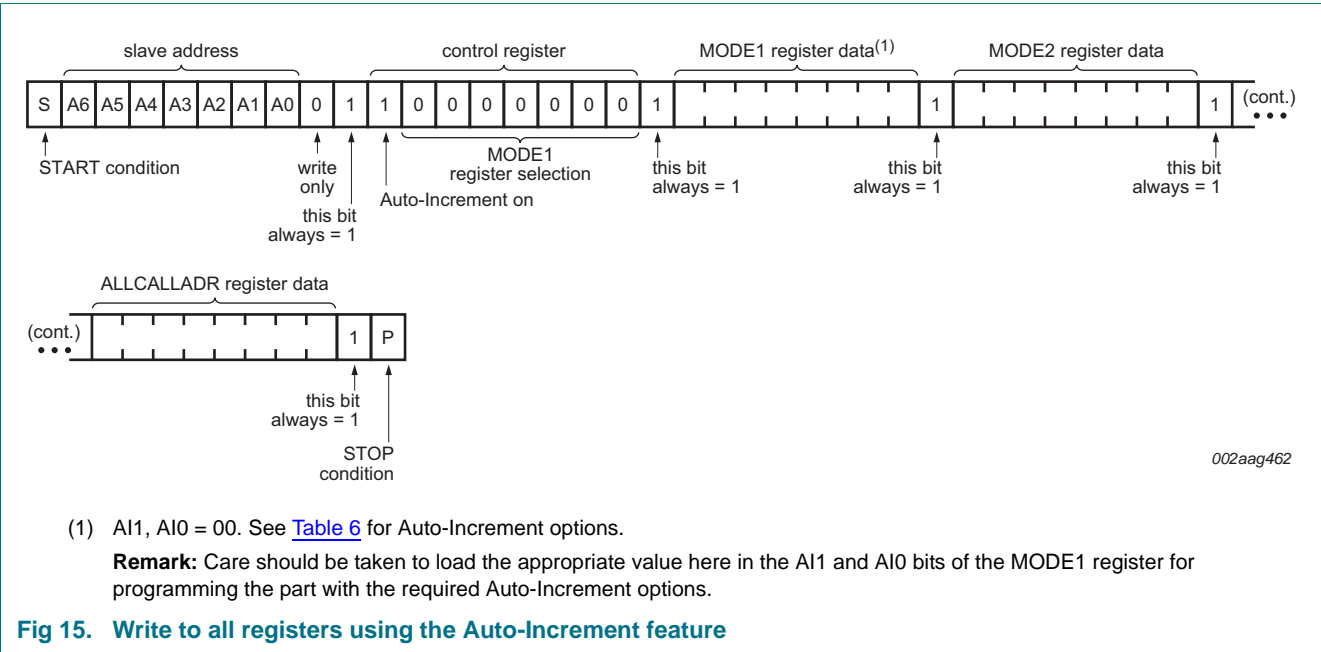 slave address control register MODE1 register data(1) MODE2 register data
S A6 A5 A4 A3 A2 A1 A0 0 1 1 0 0 0 0 0 0 0 1 1 1 (cont.)
START condition write only this bit always = 1 Auto-Increment on MODE1 register selection this bit always = 1 this bit always = 1 this bit always = 1
ALLCALLADR register data
(cont.) 1 P
this bit
always = 1
STOP
condition
002aag462
(1) AI1, AI0 = 00. See Table 6 for Auto-Increment options.
Remark: Care should be taken to load the appropriate value here in the AI1 and AI0 bits of the MODE1 register for
programming the part with the required Auto-Increment options.
Fig 15. Write to all registers using the Auto-Increment feature